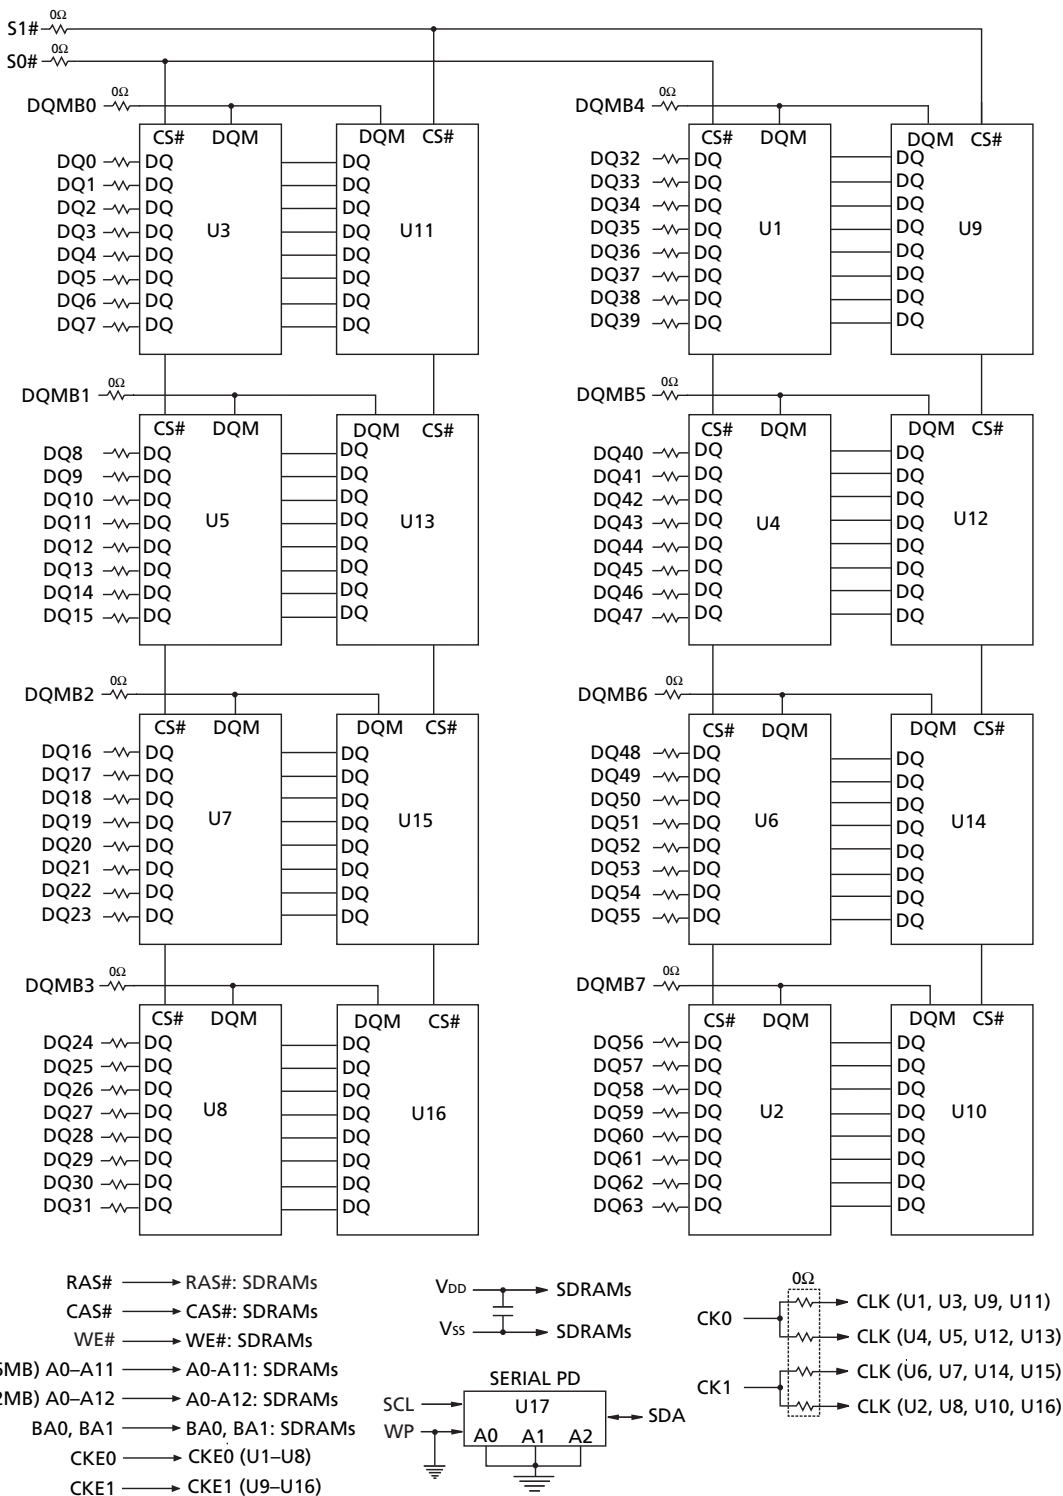 S1# 0Ω
S0# 0Ω
DQMB0 0Ω
CS# DQM
DQM CS#
DQ0 DQ DQ
DQ1 DQ DQ
DQ2 DQ DQ
DQ3 DQ DQ
U3 U11
DQ4 DQ DQ
DQ5 DQ DQ
DQ6 DQ DQ
DQ7 DQ DQ
DQMB1 0Ω
CS# DQM
DQM CS#
DQ8 DQ DQ
DQ9 DQ DQ
DQ10 DQ DQ
DQ11 DQ DQ
U5 U13
DQ12 DQ DQ
DQ13 DQ DQ
DQ14 DQ DQ
DQ15 DQ DQ
DQMB2 0Ω
CS# DQM
DQM CS#
DQ16 DQ DQ
DQ17 DQ DQ
DQ18 DQ DQ
DQ19 DQ DQ
U7 U15
DQ20 DQ DQ
DQ21 DQ DQ
DQ22 DQ DQ
DQ23 DQ DQ
DQMB3 0Ω
CS# DQM
DQM CS#
DQ24 DQ DQ
DQ25 DQ DQ
DQ26 DQ DQ
DQ27 DQ DQ
U8 U16
DQ28 DQ DQ
DQ29 DQ DQ
DQ30 DQ DQ
DQ31 DQ DQ
DQMB4 0Ω
CS# DQM
DQM CS#
DQ32 DQ DQ
DQ33 DQ DQ
DQ34 DQ DQ
DQ35 DQ DQ
U1 U9
DQ36 DQ DQ
DQ37 DQ DQ
DQ38 DQ DQ
DQ39 DQ DQ
DQMB5 0Ω
CS# DQM
DQM CS#
DQ40 DQ DQ
DQ41 DQ DQ
DQ42 DQ DQ
DQ43 DQ DQ
U4 U12
DQ44 DQ DQ
DQ45 DQ DQ
DQ46 DQ DQ
DQ47 DQ DQ
DQMB6 0Ω
CS# DQM
DQM CS#
DQ48 DQ DQ
DQ49 DQ DQ
DQ50 DQ DQ
DQ51 DQ DQ
U6 U14
DQ52 DQ DQ
DQ53 DQ DQ
DQ54 DQ DQ
DQ55 DQ DQ
DQMB7 0Ω
CS# DQM
DQM CS#
DQ56 DQ DQ
DQ57 DQ DQ
DQ58 DQ DQ
DQ59 DQ DQ
U2 U10
DQ60 DQ DQ
DQ61 DQ DQ
DQ62 DQ DQ
DQ63 DQ DQ
RAS# RAS#: SDRAMs
CAS# CAS#: SDRAMs
WE# WE#: SDRAMs
MB) A0–A11 A0-A11: SDRAMs
2MB) A0–A12 A0-A12: SDRAMs
BA0, BA1 BA0, BA1: SDRAMs
CKE0 CKE0 (U1–U8)
CKE1 CKE1 (U9–U16)
VDD SDRAMs
VSS SDRAMs
SERIAL PD
SCL
U17
SDA
WP
A0 A1 A2
0Ω
CK0
CLK (U1, U3, U9, U11)
CLK (U4, U5, U12, U13)
CK1
CLK (U6, U7, U14, U15)
CLK (U2, U8, U10, U16)